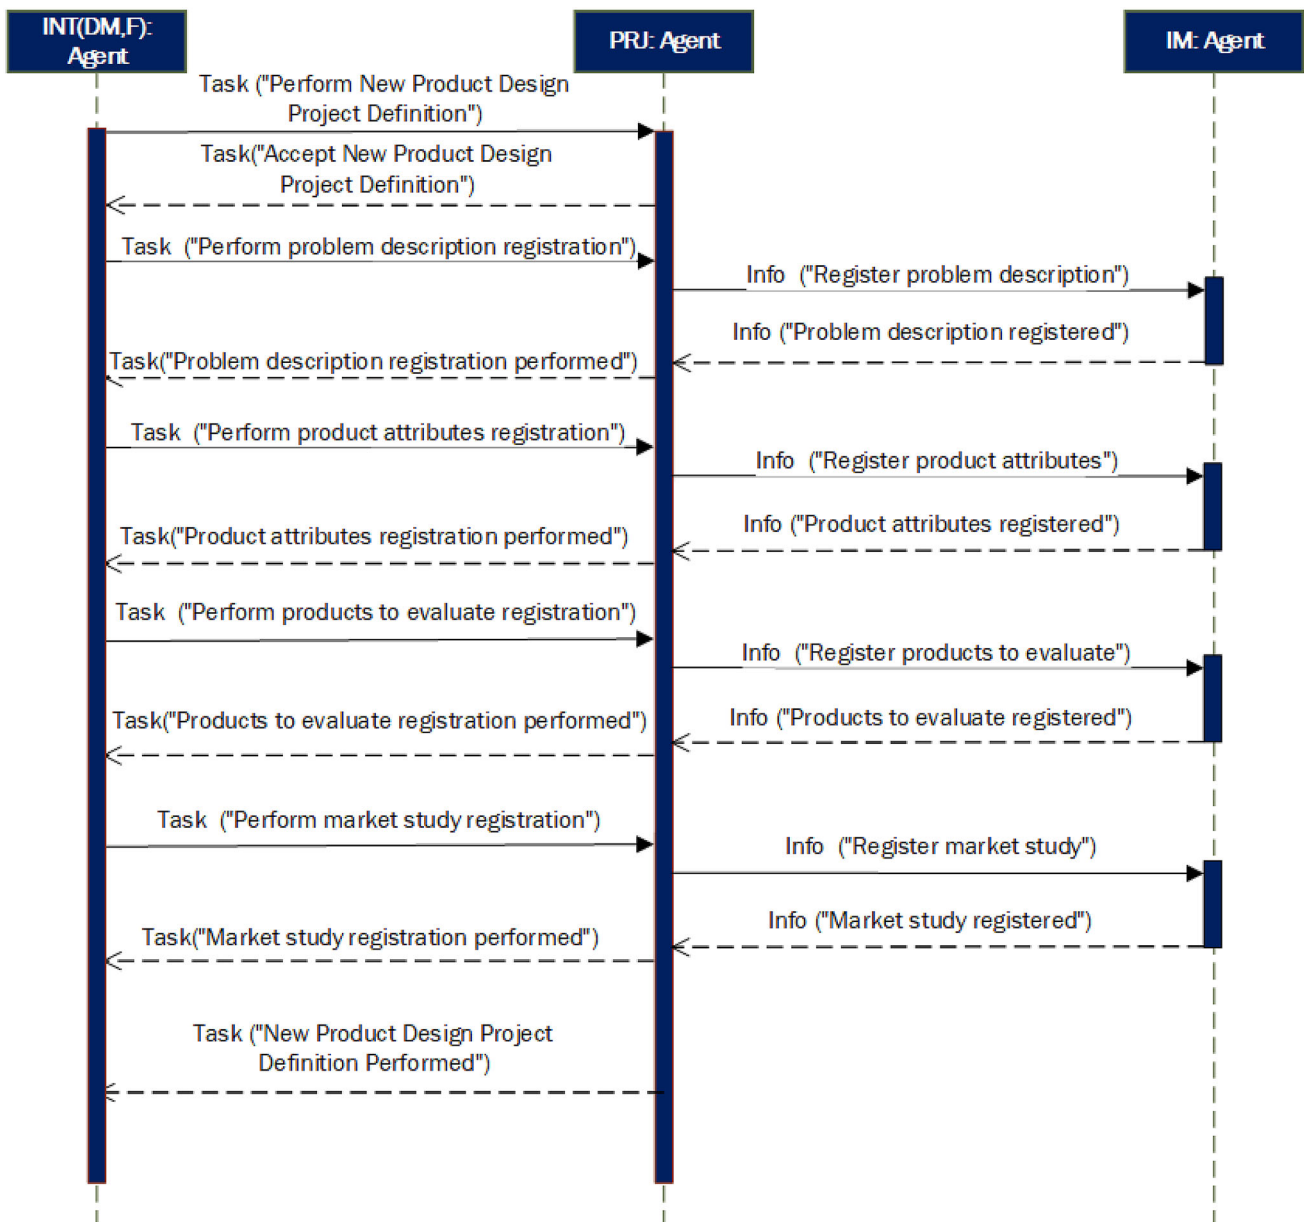 INT(DM,F):
Agent
PRJ: Agent
IM: Agent
Task ("Perform New Product Design
Project Definition")
Task("Accept New Product Design
Project Definition")
Task ("Perform problem description registration")
Info ("Register problem description")
Info ("Problem description registered")
Task("Problem description registration performed")
Task ("Perform product attributes registration")
Info ("Register product attributes")
Info ("Product attributes registered")
Task("Product attributes registration performed")
Task ("Perform products to evaluate registration")
Info ("Register products to evaluate")
Info ("Products to evaluate registered")
Task("Products to evaluate registration performed")
Task ("Perform market study registration")
Info ("Register market study")
Info ("Market study registered")
Task("Market study registration performed")
Task ("New Product Design Project
Definition Performed")